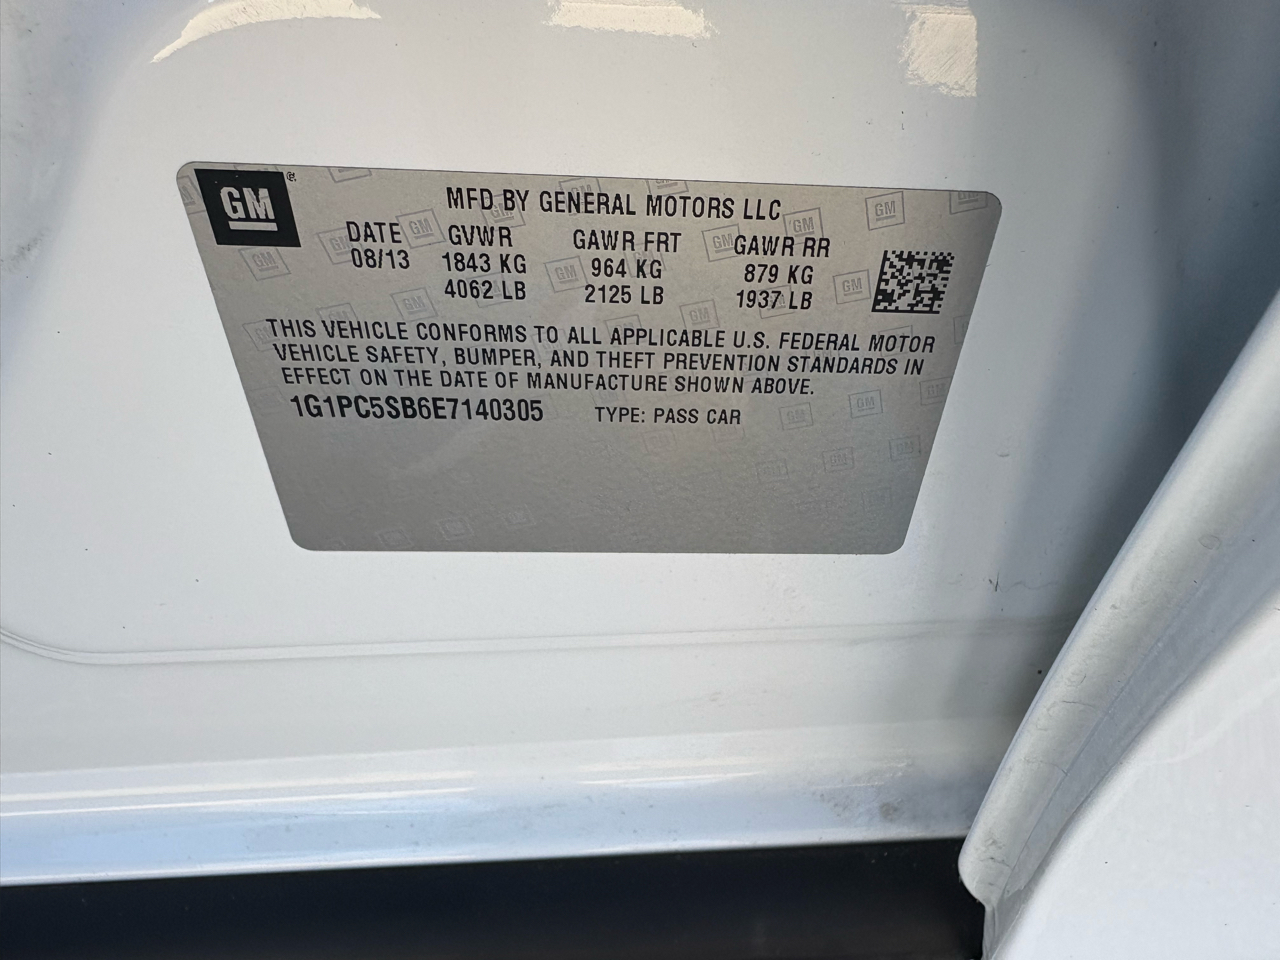 GM
MFD BY GENERAL MOTORS LLC
DATE GVWR GAWR FRT GAWR RR
08/13 1843 KG 964 KG 879 KG
4062 LB 2125 LB 1937 LB
THIS VEHICLE CONFORMS TO ALL APPLICABLE U.S. FEDERAL MOTOR
VEHICLE SAFETY, BUMPER, AND THEFT PREVENTION STANDARDS IN
EFFECT ON THE DATE OF MANUFACTURE SHOWN ABOVE.
1G1PC5SB6E7140305 TYPE: PASS CAR